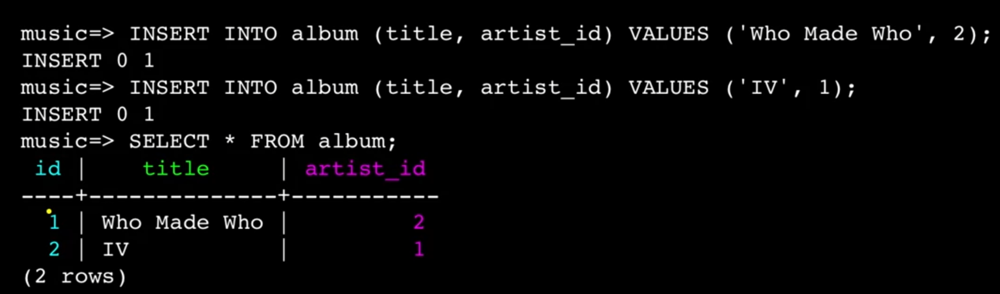 music=> INSERT INTO album (title, artist_id) VALUES ('Who Made Who', 2);
INSERT 0 1
music=> INSERT INTO album (title, artist_id) VALUES ('IV', 1);
INSERT 0 1
music=> SELECT * FROM album;
 id |    title     | artist_id
----+--------------+-----------
  1 | Who Made Who |         2
  2 | IV           |         1
(2 rows)